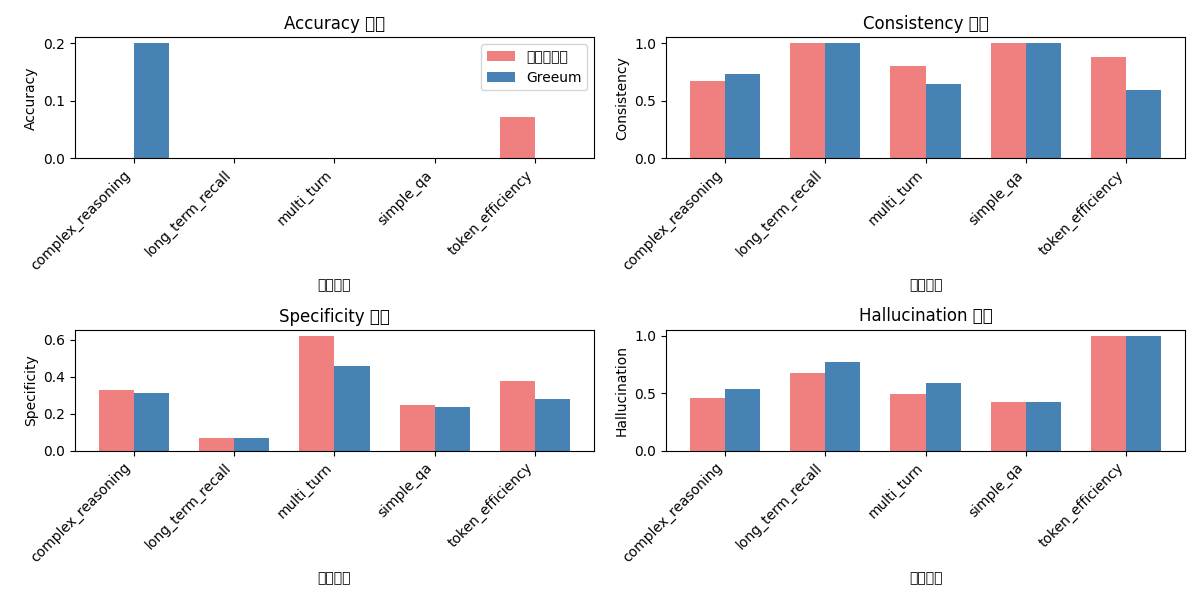 Accuracy
0.2
0.1
0.0
Accuracy
Greeum
complex_reasoning
long_term_recall
multi_turn
simple_qa
token_efficiency
Consistency
1.0
0.5
0.0
Consistency
complex_reasoning
long_term_recall
multi_turn
simple_qa
token_efficiency
Specificity
0.6
0.4
0.2
0.0
Specificity
complex_reasoning
long_term_recall
multi_turn
simple_qa
token_efficiency
Hallucination
1.0
0.5
0.0
Hallucination
complex_reasoning
long_term_recall
multi_turn
simple_qa
token_efficiency